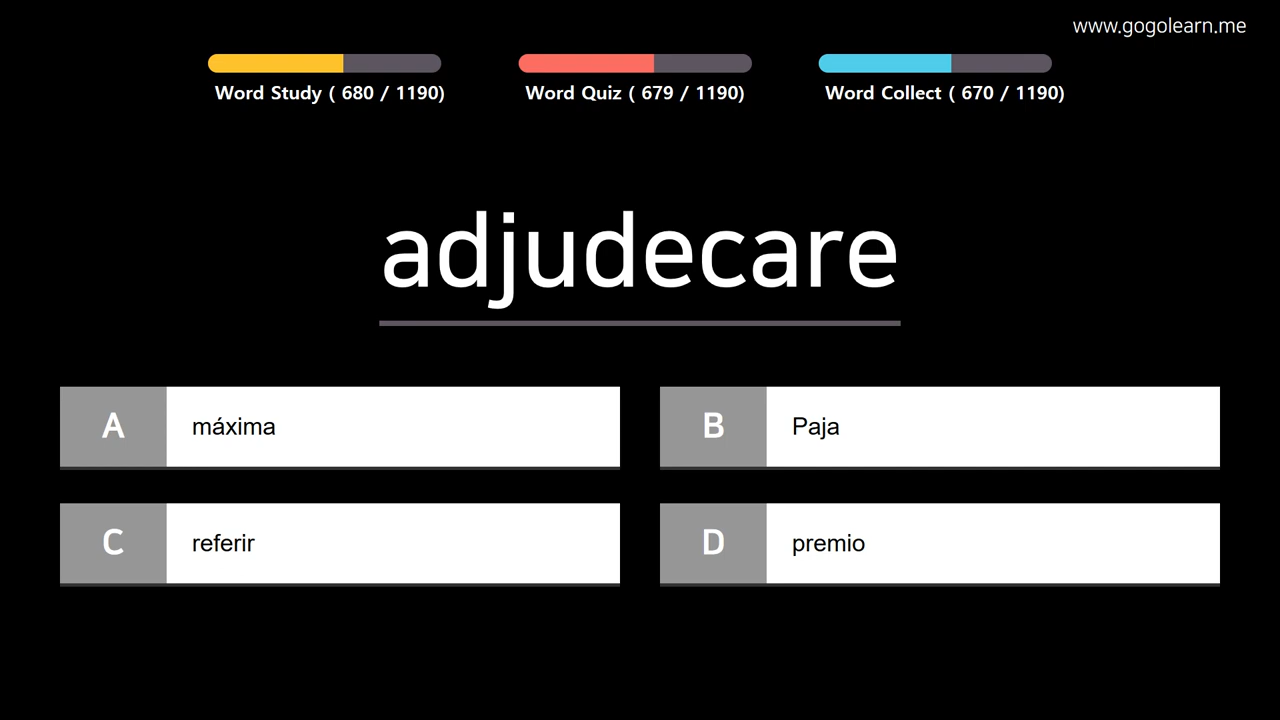 www.gogolearn.me
Word Study ( 680 / 1190)
Word Quiz ( 679 / 1190)
Word Collect ( 670 / 1190)
adjudecare
A máxima
B Paja
C referir
D premio